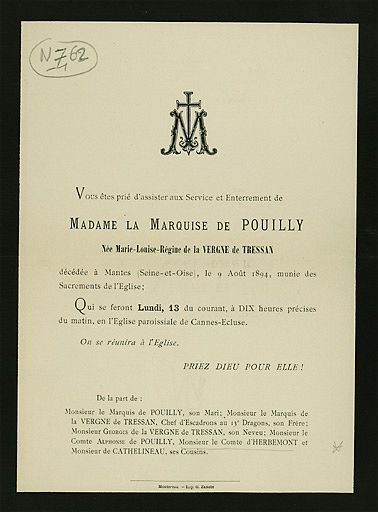 N 762
4
M
Vous êtes prié d'assister aux Service et Enterrement de
MADAME LA MARQUISE DE POUILLY
Née Marie-Louise-Régine de la VERGNE de TRESSAN
décédée à Mantes (Seine-et-Oise), le 9 Août 1894, munie des
Sacrements de l'Eglise;
Qui se feront Lundi, 13 du courant, à DIX heures précises
du matin, en l'Eglise paroissiale de Cannes-Ecluse.
On se réunira à l'Eglise.
PRIEZ DIEU POUR ELLE !
De la part de :
Monsieur le Marquis de POUILLY, son Mari; Monsieur le Marquis de
la VERGNE DE TRESSAN, Chef d'Escadrons au 15e Dragons, son Frère;
Monsieur GEORGES de la VERGNE DE TRESSAN, son Neveu; Monsieur le
Comte ALPHONSE DE POUILLY, Monsieur le Comte d'HERBEMONT et
Monsieur DE CATHELINEAU, ses Cousins.
Montereau. — Imp. G. Zanote